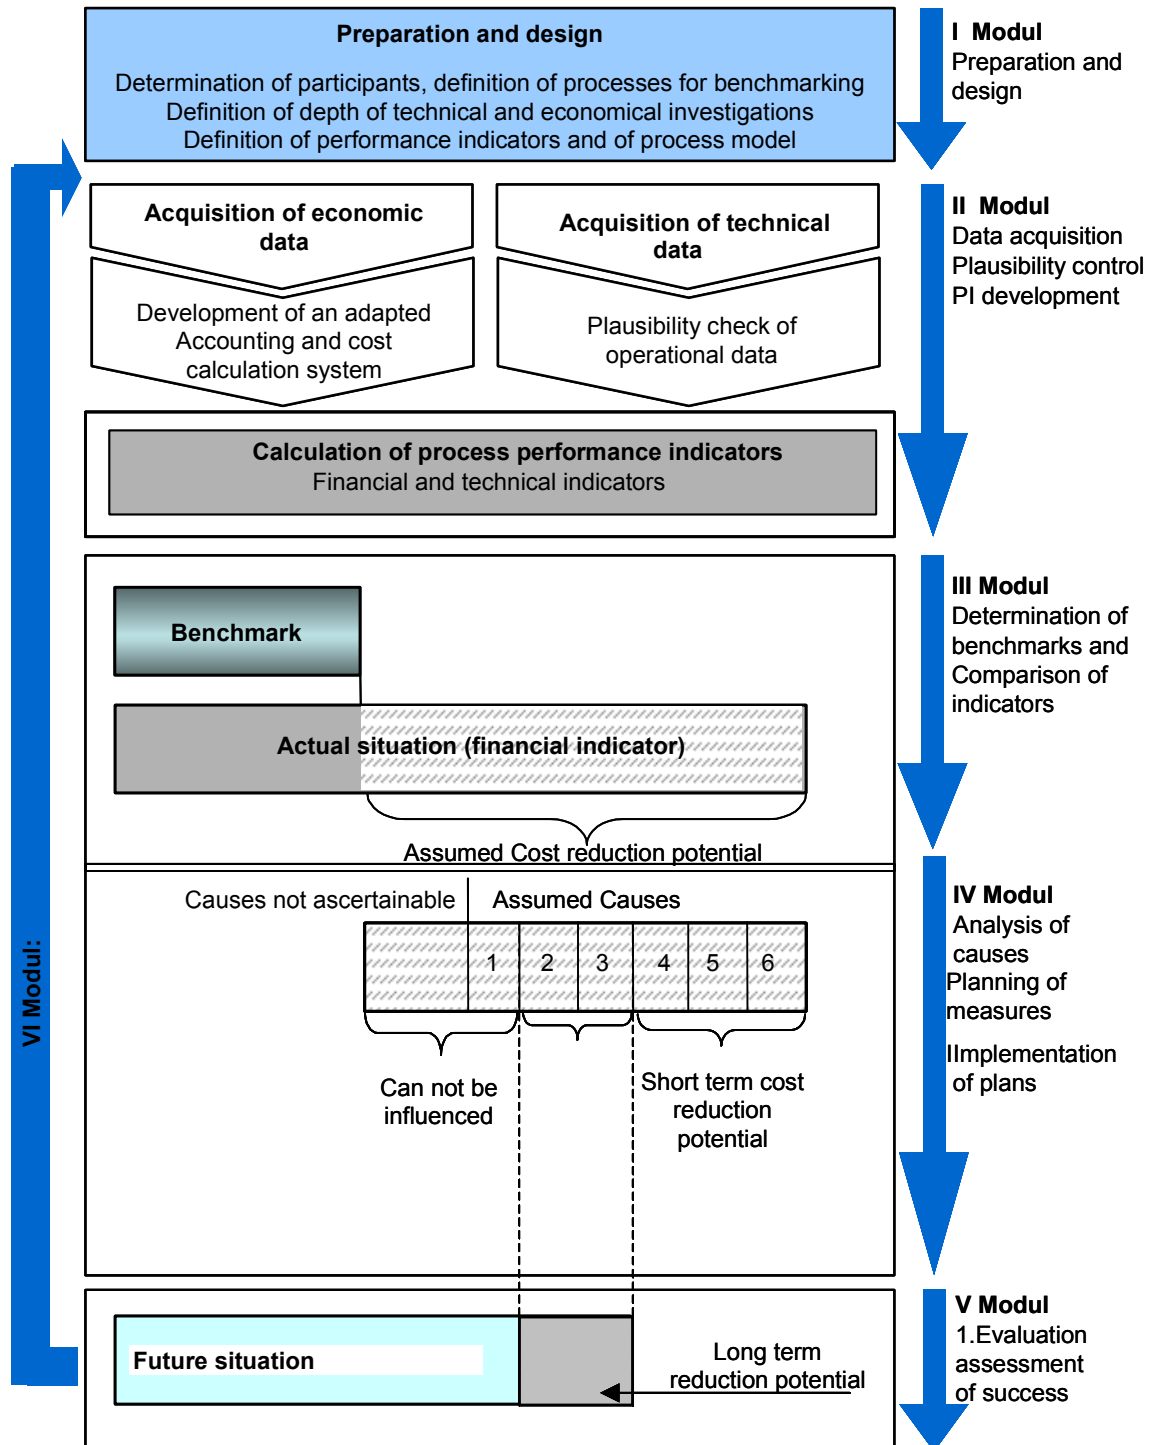 Preparation and design
Determination of participants, definition of processes for benchmarking
Definition of depth of technical and economical investigations
Definition of performance indicators and of process model
I Modul
Preparation and
design
Acquisition of economic
data
Acquisition of technical
data
Development of an adapted
Accounting and cost
calculation system
Plausibility check of
operational data
II Modul
Data acquisition
Plausibility control
PI development
Calculation of process performance indicators
Financial and technical indicators
Benchmark
Actual situation (financial indicator)
Assumed Cost reduction potential
III Modul
Determination of
benchmarks and
Comparison of
indicators
Causes not ascertainable
Assumed Causes
1 2 3 4 5 6
Can not be
influenced
Short term cost
reduction
potential
IV Modul
Analysis of
causes
Planning of
measures
IImplementation
of plans
VI Modul:
Future situation
Long term
reduction potential
V Modul
1.Evaluation
assessment
of success